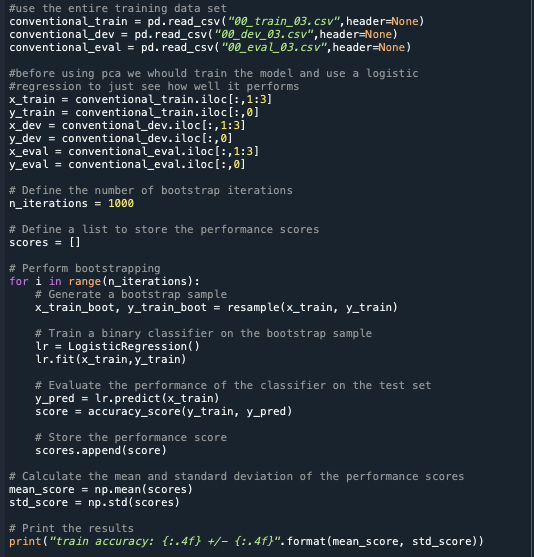 #use the entire training data set
conventional_train = pd.read_csv("00_train_03.csv",header=None)
conventional_dev = pd.read_csv("00_dev_03.csv",header=None)
conventional_eval = pd.read_csv("00_eval_03.csv",header=None)
#before using pca we whould train the model and use a logistic
#regression to just see how well it performs
x_train = conventional_train.iloc[:,1:3]
y_train = conventional_train.iloc[:,0]
x_dev = conventional_dev.iloc[:,1:3]
y_dev = conventional_dev.iloc[:,0]
x_eval = conventional_eval.iloc[:,1:3]
y_eval = conventional_eval.iloc[:,0]
# Define the number of bootstrap iterations
n_iterations = 1000
# Define a list to store the performance scores
scores = []
# Perform bootstrapping
for i in range(n_iterations):
    # Generate a bootstrap sample
    x_train_boot, y_train_boot = resample(x_train, y_train)
    # Train a binary classifier on the bootstrap sample
    lr = LogisticRegression()
    lr.fit(x_train,y_train)
    # Evaluate the performance of the classifier on the test set
    y_pred = lr.predict(x_train)
    score = accuracy_score(y_train, y_pred)
    # Store the performance score
    scores.append(score)
# Calculate the mean and standard deviation of the performance scores
mean_score = np.mean(scores)
std_score = np.std(scores)
# Print the results
print("train accuracy: {:.4f} +/− {:.4f}".format(mean_score, std_score))